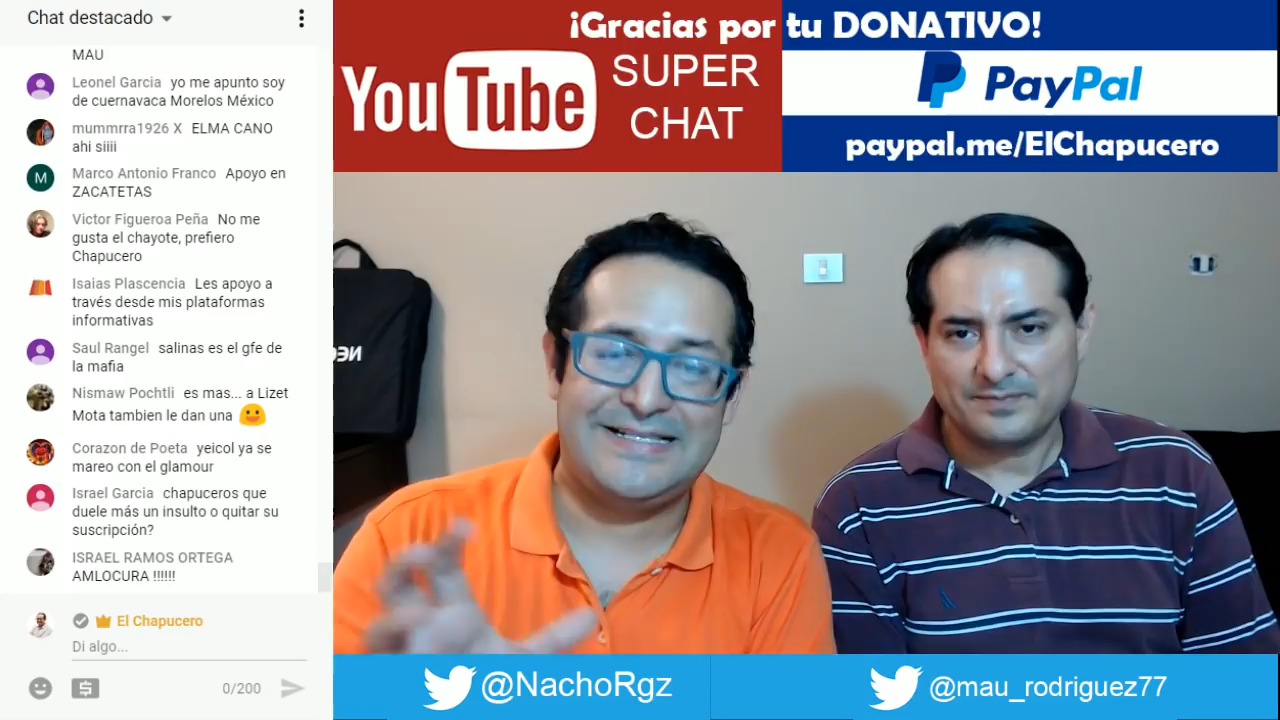 Chat destacado
MAU
Leonel Garcia yo me apunto soy
de cuernavaca Morelos México
mummrra1926 X ELMA CANO
ahi siiii
M
Marco Antonio Franco Apoyo en
ZACATETAS
Victor Figueroa Peña No me
gusta el chayote, prefiero
Chapucero
Isaias Plascencia Les apoyo a
través desde mis plataformas
informativas
Saul Rangel salinas es el gfe de
la mafia
Nismaw Pochtli es mas... a Lizet
Mota tambien le dan una
Corazon de Poeta yeicol ya se
mareo con el glamour
Israel Garcia chapuceros que
duele más un insulto o quitar su
suscripción?
ISRAEL RAMOS ORTEGA
AMLOCURA !!!!!!
El Chapucero
Di algo...
0/200
¡Gracias por tu DONATIVO!
YouTube
SUPER
CHAT
PayPal
paypal.me/ElChapucero
@NachoRgz
@mau_rodriguez77